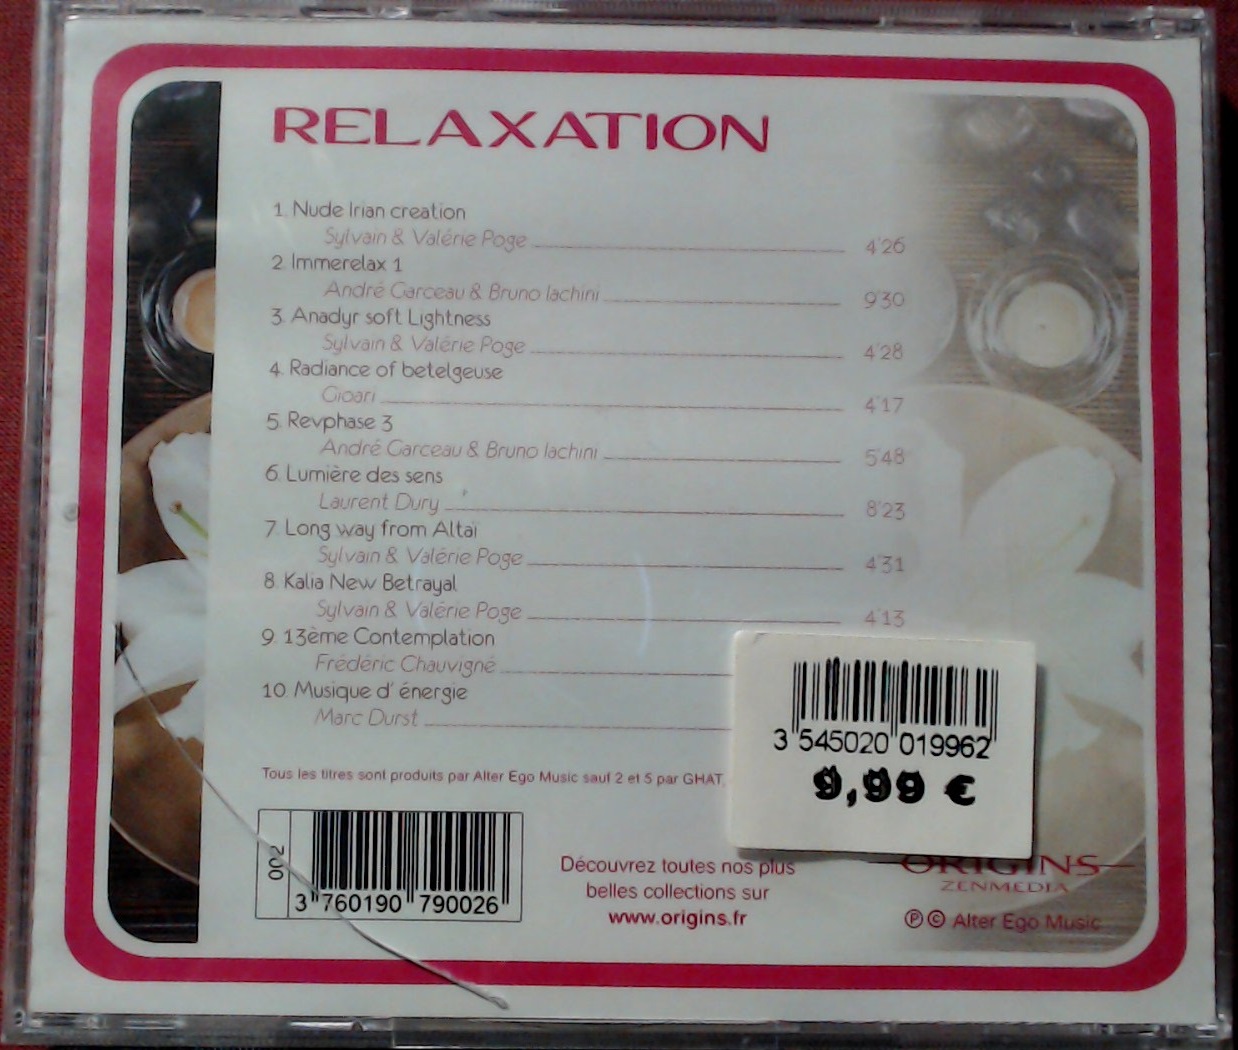 RELAXATION
1. Nude Irian creation
Sylvain & Valérie Poge 4'26
2. Immerelax 1
André Garceau & Bruno Iachini 9'30
3. Anadyr soft Lightness
Sylvain & Valérie Poge 4'28
4. Radiance of betelgeuse
Gioari 4'17
5. Revphase 3
André Garceau & Bruno Iachini 5'48
6. Lumière des sens
Laurent Dury 8'23
7. Long way from Altaï
Sylvain & Valérie Poge 4'31
8. Kalia New Betrayal
Sylvain & Valérie Poge 4'13
9. 13ème Contemplation
Frédéric Chauvigné
10. Musique d' énergie
Marc Durst
3 545020 019962
9,99 €
Tous les titres sont produits par Alter Ego Music sauf 2 et 5 par GHAT,
002
3 760190 790026
Découvrez toutes nos plus
belles collections sur
www.origins.fr
ORIGINS
ZENMEDIA
℗ © Alter Ego Music